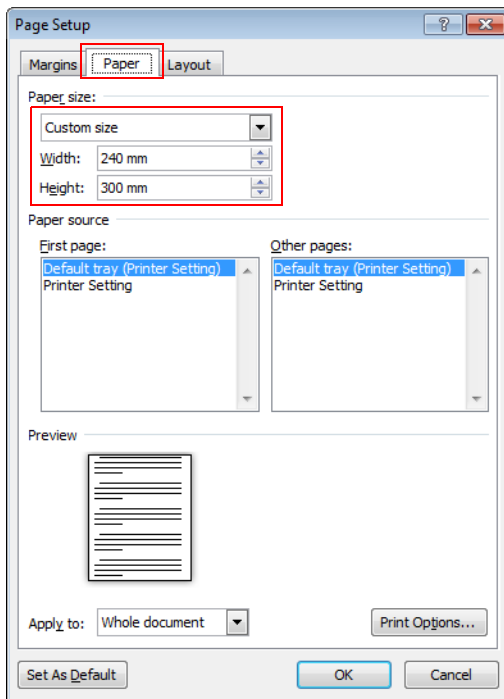 Page Setup
Margins Paper Layout
Paper size:
Custom size
Width: 240 mm
Height: 300 mm
Paper source
First page: Other pages:
Default tray (Printer Setting) Default tray (Printer Setting)
Printer Setting Printer Setting
Preview
Apply to: Whole document Print Options...
Set As Default OK Cancel